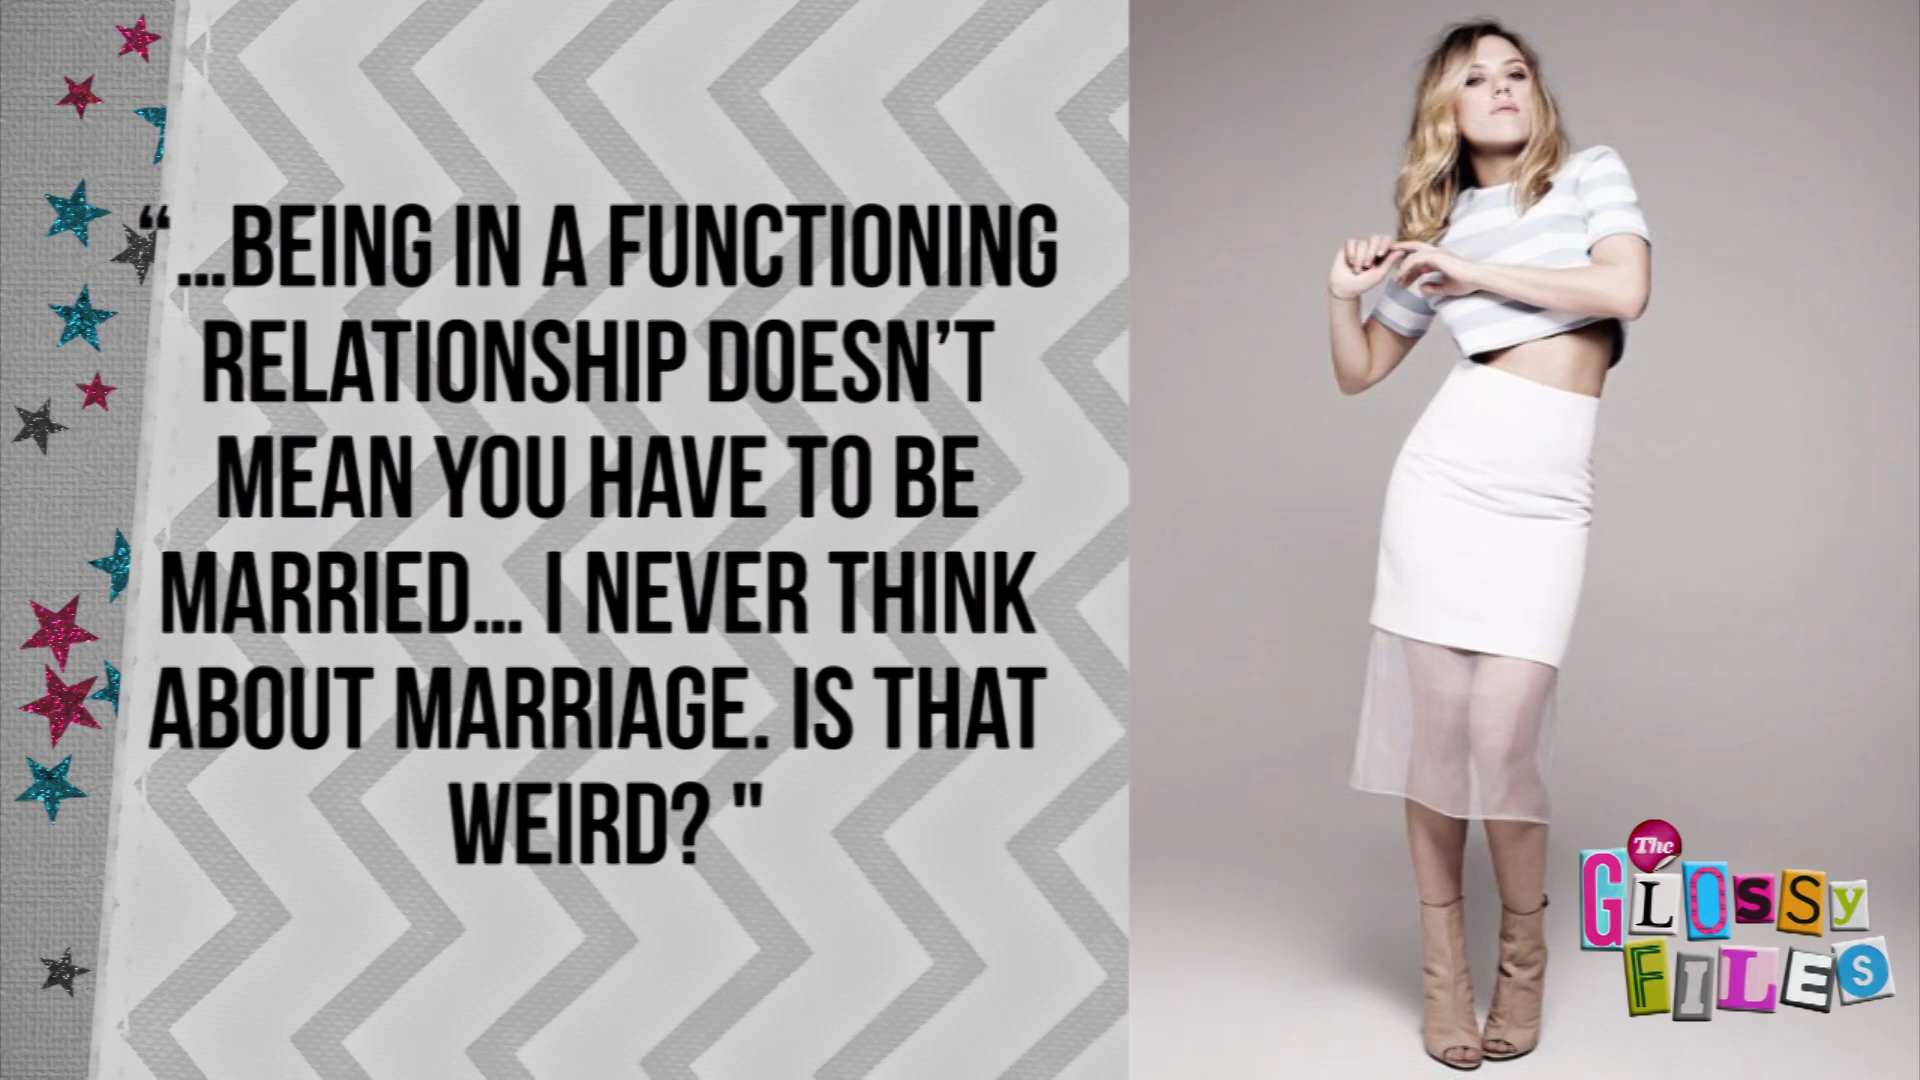 “ ...BEING IN A FUNCTIONING
RELATIONSHIP DOESN’T
MEAN YOU HAVE TO BE
MARRIED... I NEVER THINK
ABOUT MARRIAGE. IS THAT
WEIRD? "
The
GLOSSy
FILES